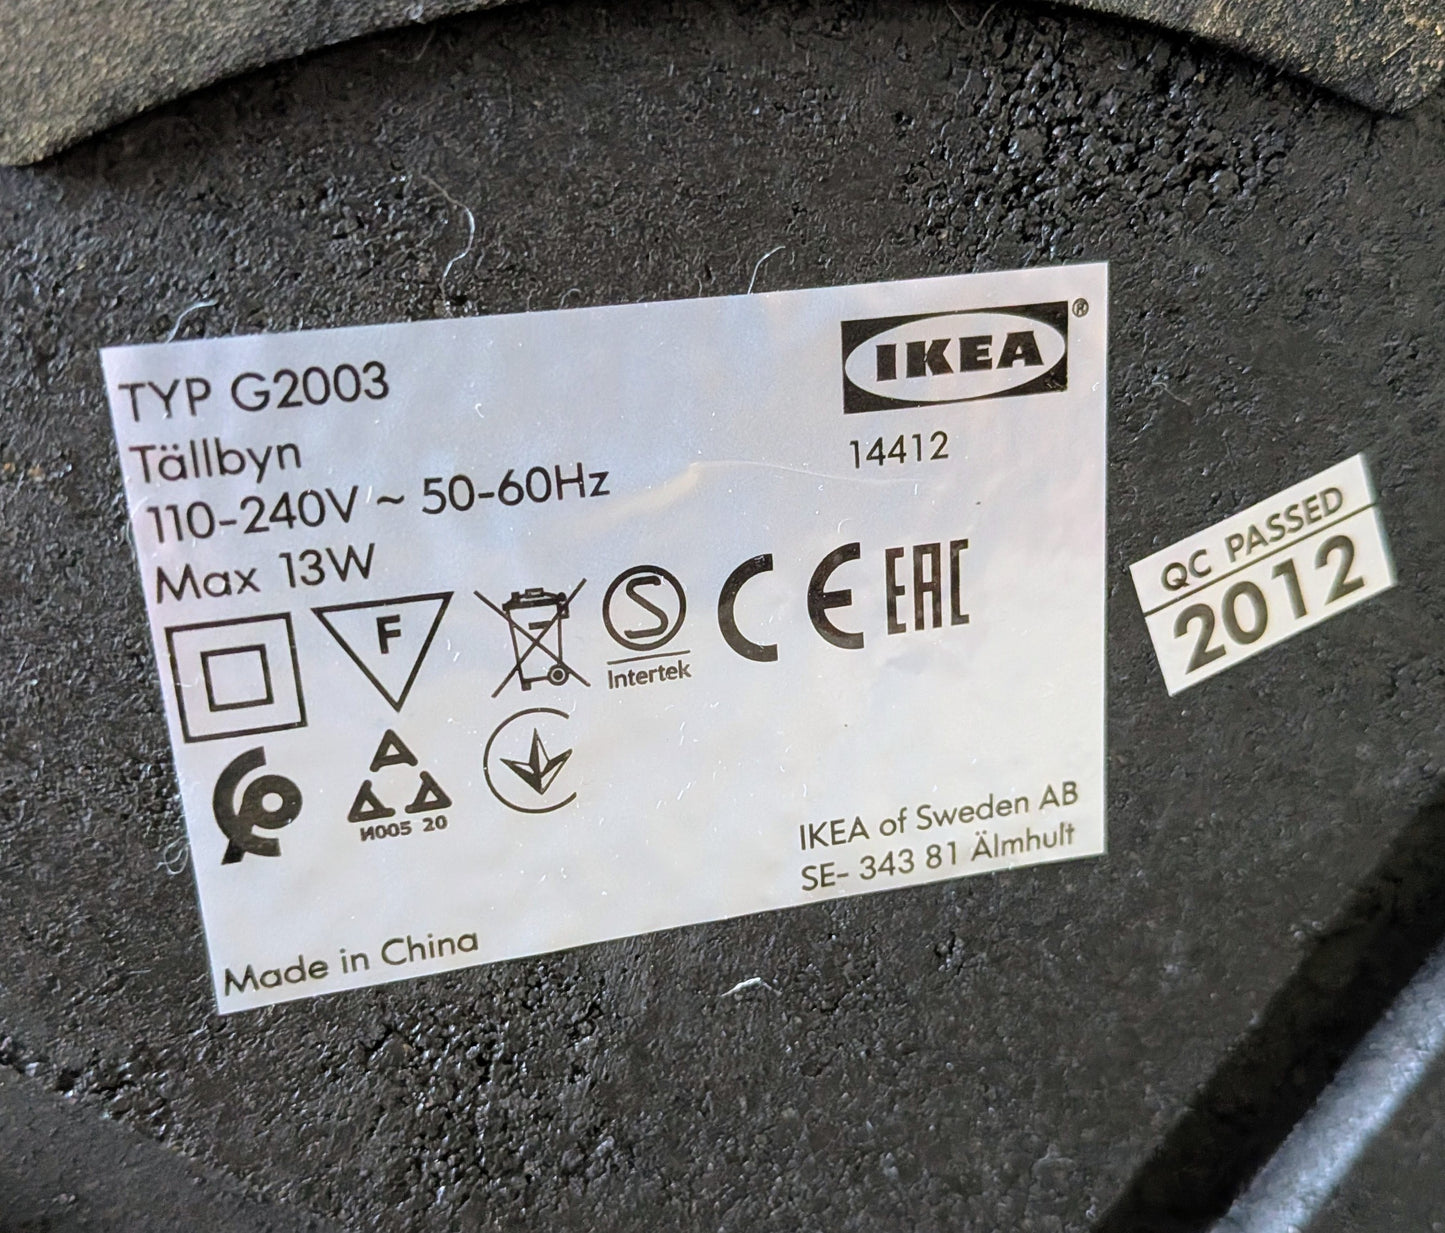 TYP G2003
Tällbyn
110-240V ~ 50-60Hz
Max 13W
IKEA®
14412
F
S
Intertek
CE
EAC
И005 20
IKEA of Sweden AB
SE- 343 81 Älmhult
Made in China
QC PASSED
2012